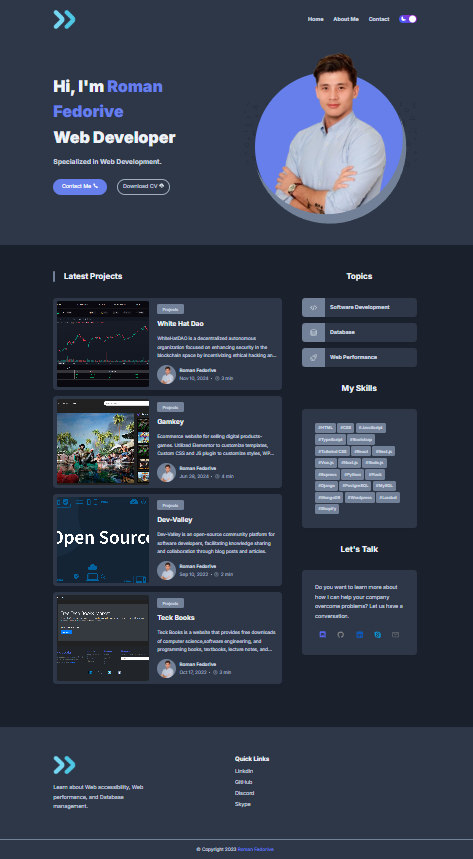 Home About Me Contact
Hi, I'm Roman
Fedorive
Web Developer
Specialized in Web Development.
Contact Me
Download CV
Latest Projects
Projects
White Hat Dao
WhiteHatDAO is a decentralized autonomous
organization focused on enhancing security in the
blockchain space by incentivizing ethical hacking an...
Roman Fedorive
Nov 10, 2024 • 3 min
Projects
Gamkey
Ecommerce website for selling digital products-
games. Utilized Elementor to customize templates,
Custom CSS and JS plugin to customize styles, WP...
Roman Fedorive
Jun 28, 2024 • 4 min
Open Source
Projects
Dev-Valley
Dev-Valley is an open-source community platform for
software developers, facilitating knowledge sharing
and collaboration through blog posts and articles.
Roman Fedorive
Sep 10, 2022 • 2 min
Projects
Teck Books
Teck Books is a website that provides free downloads
of computer science,software engineering, and
programming books, textbooks, lecture notes, and...
Roman Fedorive
Oct 17, 2022 • 3 min
Topics
Software Development
Database
Web Performance
My Skills
#HTML #CSS #JavaScript
#TypeScript #Bootstrap
#Tailwind CSS #React #Next.js
#Vue.js #Nuxt.js #Node.js
#Express #Python #Flask
#Django #PostgreSQL #MySQL
#MongoDB #Wordpress #Laravel
#Shopify
Let's Talk
Do you want to learn more about
how I can help your company
overcome problems? Let us have a
conversation.
Learn about Web accessibility, Web
performance, and Database
management.
Quick Links
LinkdIn
GitHub
Discord
Skype
© Copyright 2023 Roman Fedorive